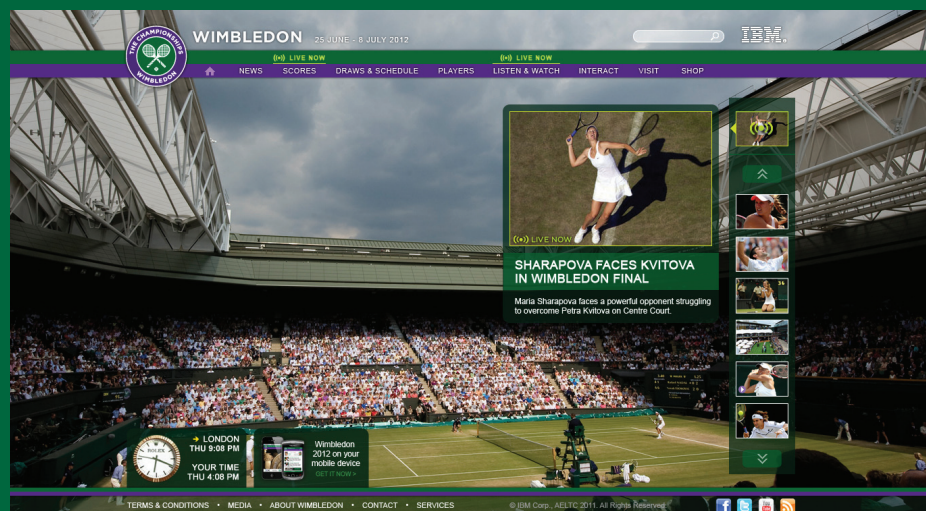 THE CHAMPIONSHIPS
WIMBLEDON
WIMBLEDON 25 JUNE - 8 JULY 2012
IBM.
((•)) LIVE NOW
((•)) LIVE NOW
NEWS SCORES DRAWS & SCHEDULE PLAYERS LISTEN & WATCH INTERACT VISIT SHOP
((•)) LIVE NOW
SHARAPOVA FACES KVITOVA
IN WIMBLEDON FINAL
Maria Sharapova faces a powerful opponent struggling
to overcome Petra Kvitova on Centre Court.
ROLEX
LONDON
THU 9:08 PM
YOUR TIME
THU 4:08 PM
Wimbledon
2012 on your
mobile device
GET IT NOW >
TERMS & CONDITIONS • MEDIA • ABOUT WIMBLEDON • CONTACT • SERVICES
© IBM Corp., AELTC 2011. All Rights Reserved